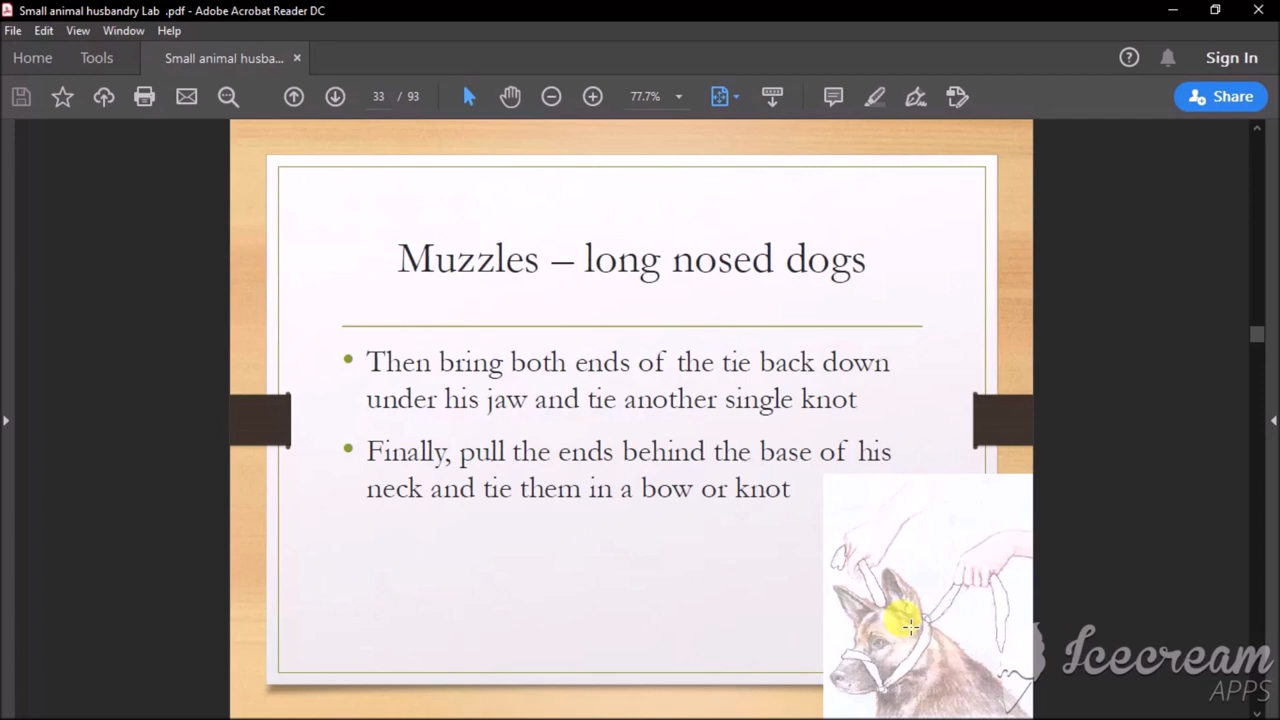 Small animal husbandry Lab .pdf - Adobe Acrobat Reader DC
File Edit View Window Help
Home Tools Small animal husba... Sign In
33 / 93 77.7% Share
Muzzles – long nosed dogs
• Then bring both ends of the tie back down
under his jaw and tie another single knot
• Finally, pull the ends behind the base of his
neck and tie them in a bow or knot
Icecream
APPS